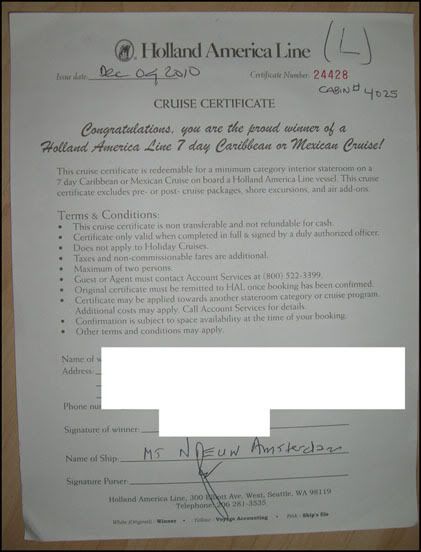 Holland America Line (L)
Issue date: Dec 09 2010 Certificate Number: 24428
CABIN# 4025
CRUISE CERTIFICATE
Congratulations, you are the proud winner of a
Holland America Line 7 day Caribbean or Mexican Cruise!
This cruise certificate is redeemable for a minimum category interior stateroom on a
7 day Caribbean or Mexican Cruise on board a Holland America Line vessel. This cruise
certificate excludes pre- or post- cruise packages, shore excursions, and air add-ons.
Terms & Conditions:
• This cruise certificate is non transferable and not refundable for cash.
• Certificate only valid when completed in full & signed by a duly authorized officer.
• Does not apply to Holiday Cruises.
• Taxes and non-commissionable fares are additional.
• Maximum of two persons.
• Guest or Agent must contact Account Services at (800) 522-3399.
• Original certificate must be remitted to HAL once booking has been confirmed.
• Certificate may be applied towards another stateroom category or cruise program.
Additional costs may apply. Call Account Services for details.
• Confirmation is subject to space availability at the time of your booking.
• Other terms and conditions may apply.
Name of
Address:
Phone
Signature of winner:
Name of Ship: MS Nieuw Amsterdam
Signature Purser:
Holland America Line, 300 Elliott Ave. West, Seattle, WA 98119
Telephone: 206 281-3535
White (Original) - Winner • Yellow - Voyage Accounting • Pink - Ship's file